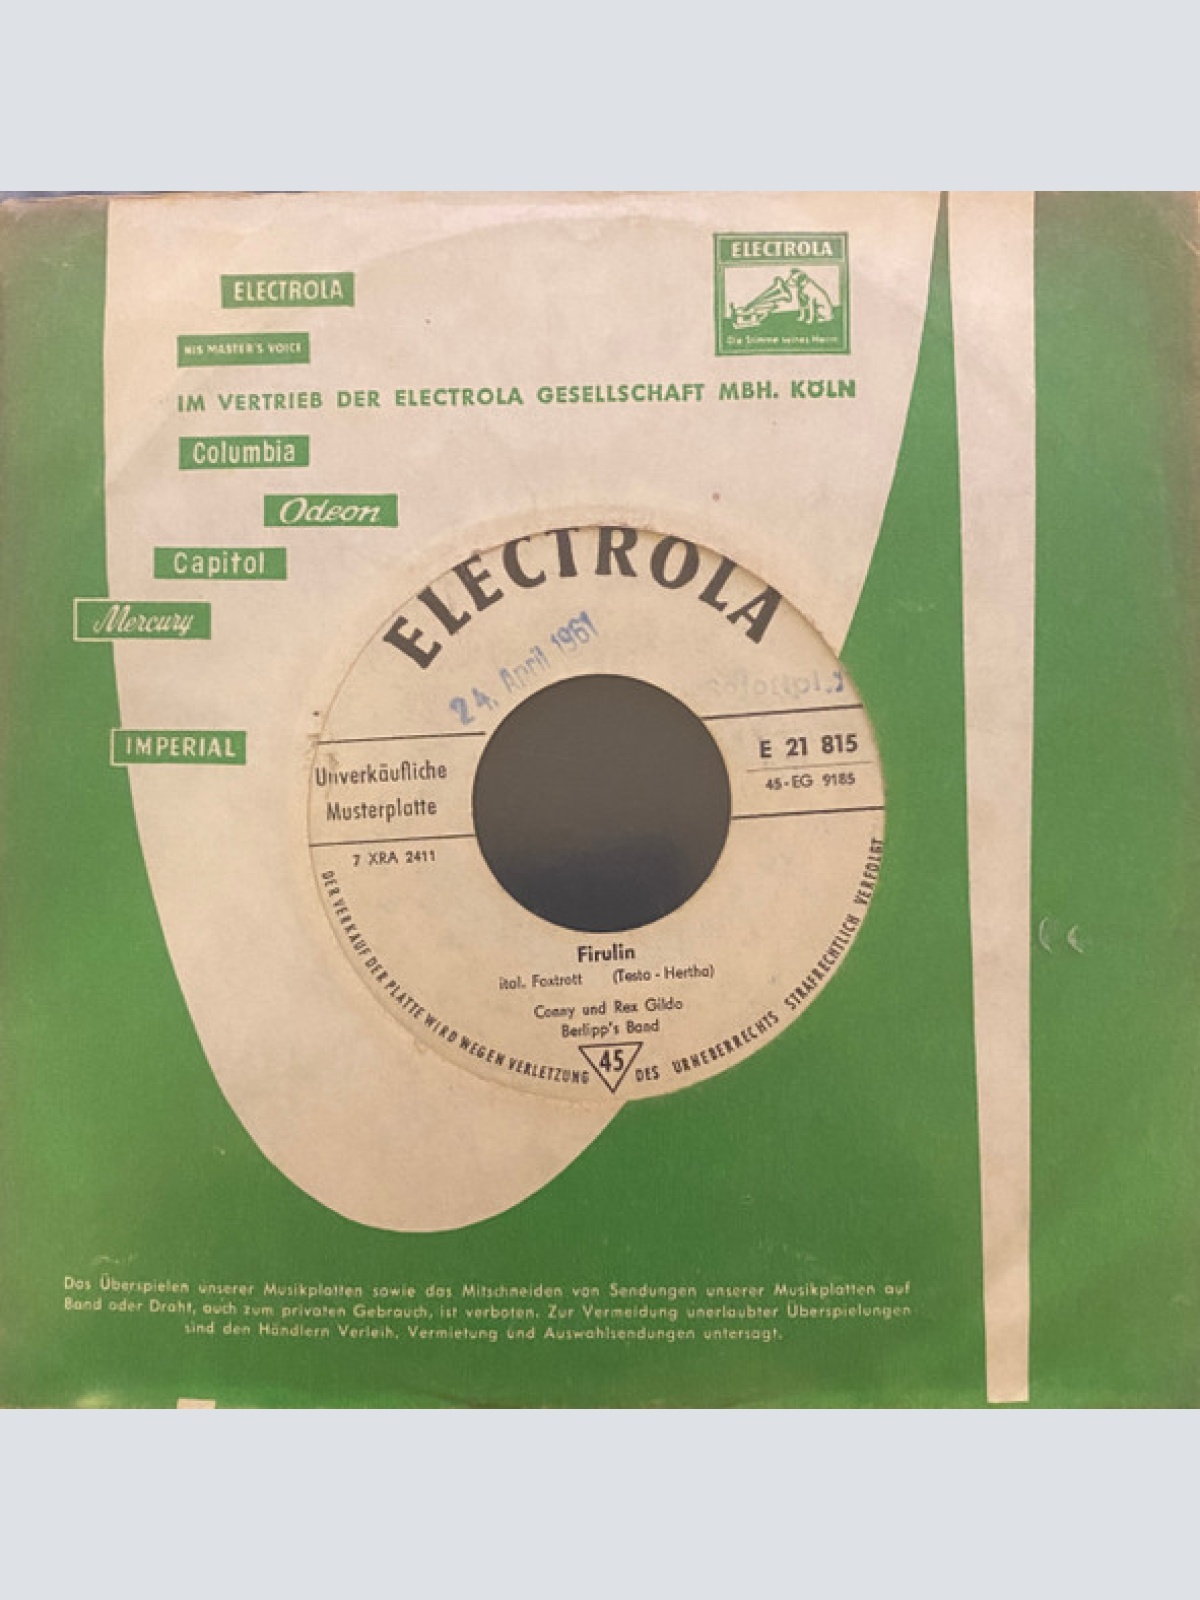 ELECTROLA
Die Stimme seines Herrn
ELECTROLA
HIS MASTER'S VOICE
IM VERTRIEB DER ELECTROLA GESELLSCHAFT MBH. KÖLN
Columbia
Odeon
Capitol
Mercury
IMPERIAL
ELECTROLA
24. April 1961
Unverkäufliche
Musterplatte
7 XRA 2411
E 21 815
45-EG 9185
Firulin
ital. Foxtrott (Testa - Hertha)
Conny und Rex Gildo
Berlipp's Band
45
DER VERKAUF DER PLATTE WIRD WEGEN VERLETZUNG DES URHEBERRECHTS STRAFRECHTLICH VERFOLGT
Das Überspielen unserer Musikplatten sowie das Mitschneiden von Sendungen unserer Musikplatten auf
Band oder Draht, auch zum privaten Gebrauch, ist verboten. Zur Vermeidung unerlaubter Überspielungen
sind den Händlern Verleih, Vermietung und Auswahlsendungen untersagt.